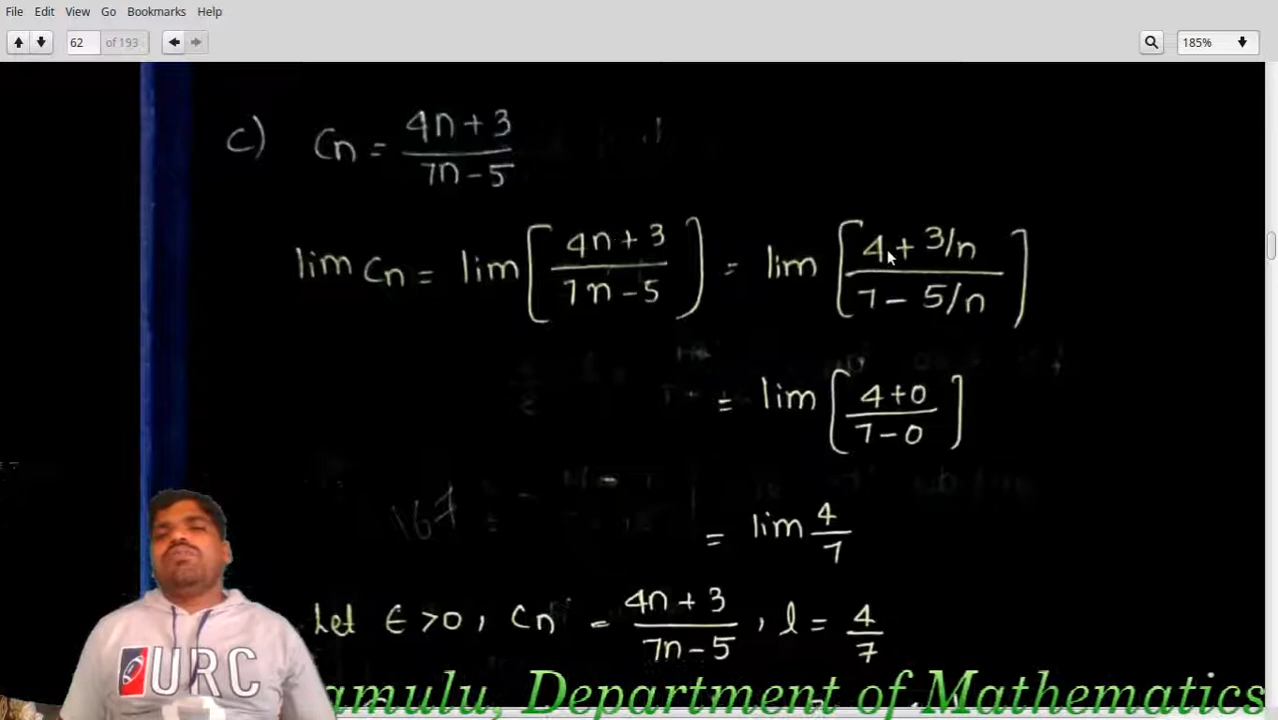 File Edit View Go Bookmarks Help
62 of 193 185%
c) Cn = 4n + 3 / 7n - 5
lim Cn = lim [ 4n + 3 / 7n - 5 ] = lim [ 4 + 3/n / 7 - 5/n ]
= lim [ 4 + 0 / 7 - 0 ]
= lim 4 / 7
Let ε > 0, Cn = 4n + 3 / 7n - 5 , l = 4 / 7
URC
amulu, Department of Mathematics